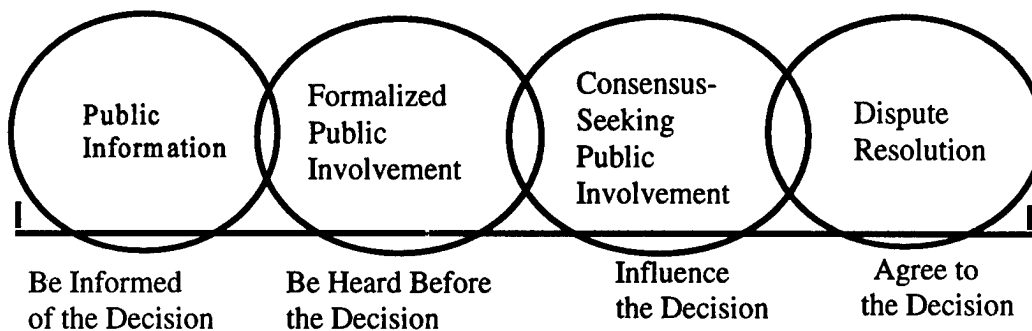 Public
Information
Formalized
Public
Involvement
Consensus-
Seeking
Public
Involvement
Dispute
Resolution
Be Informed
of the Decision
Be Heard Before
the Decision
Influence
the Decision
Agree to
the Decision